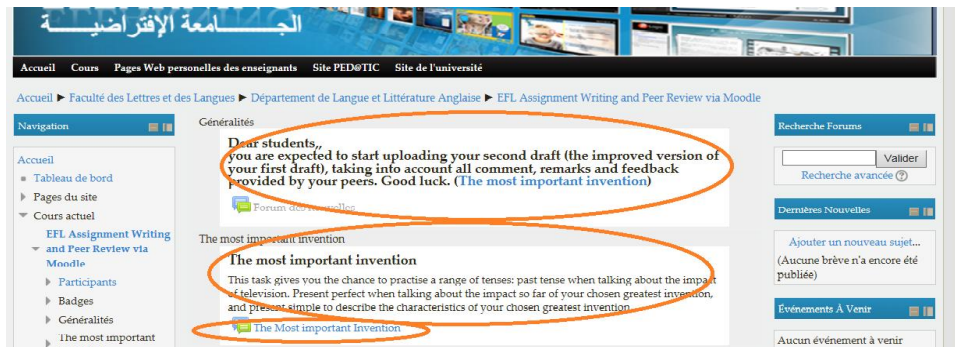 الجـــــــامعة الإفتراضيـــــة
Accueil Cours Pages Web personelles des enseignants Site PED@TIC Site de l'université
Accueil ► Faculté des Lettres et des Langues ► Département de Langue et Littérature Anglaise ► EFL Assignment Writing and Peer Review via Moodle
Navigation
Accueil
Tableau de bord
Pages du site
Cours actuel
EFL Assignment Writing
and Peer Review via
Moodle
Participants
Badges
Généralités
The most important
Généralités
Dear students,,
you are expected to start uploading your second draft (the improved version of
your first draft), taking into account all comment, remarks and feedback
provided by your peers. Good luck. (The most important invention)
Forum des nouvelles
The most important invention
The most important invention
This task gives you the chance to practise a range of tenses: past tense when talking about the impact
of television. Present perfect when talking about the impact so far of your chosen greatest invention,
and present simple to describe the characteristics of your chosen greatest invention
The Most important Invention
Recherche Forums
Valider
Recherche avancée
Dernières Nouvelles
Ajouter un nouveau sujet...
(Aucune brève n'a encore été
publiée)
Événements À Venir
Aucun événement à venir